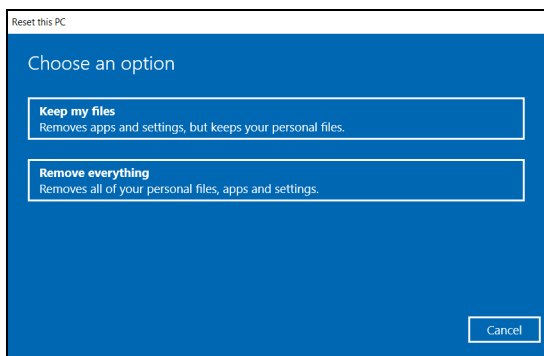 Reset this PC
Choose an option
Keep my files
Removes apps and settings, but keeps your personal files.
Remove everything
Removes all of your personal files, apps and settings.
Cancel